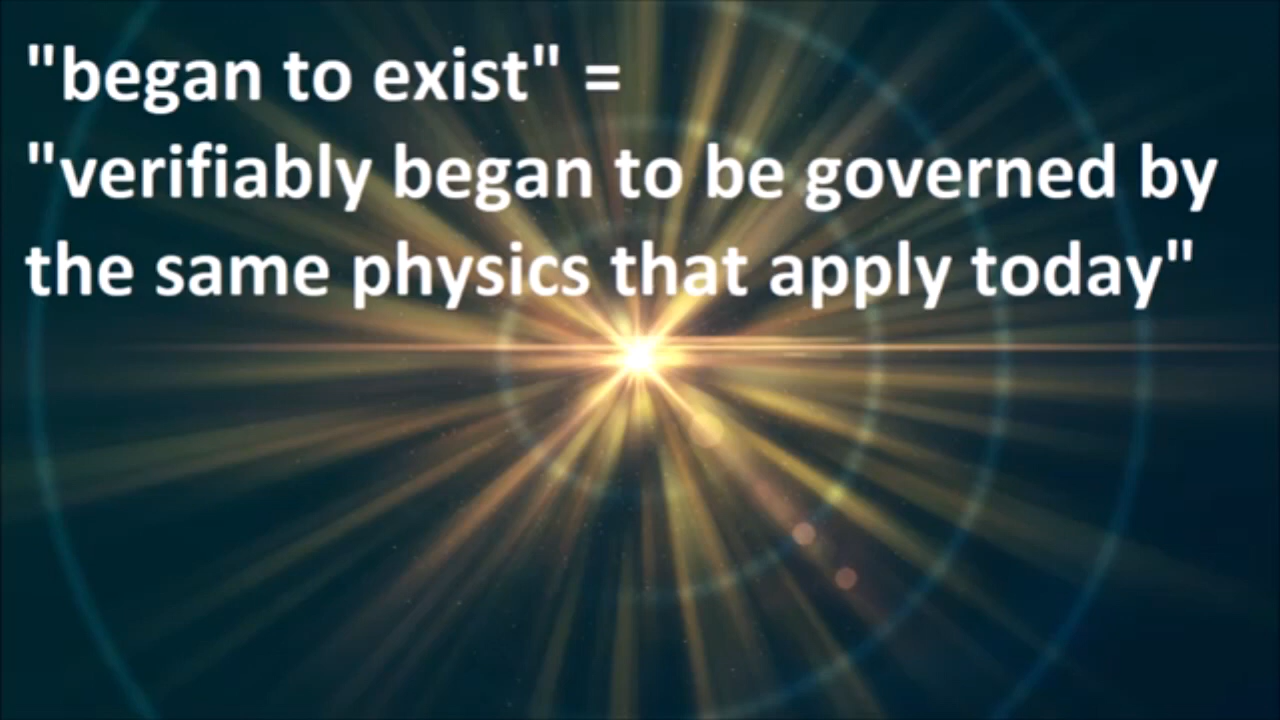 "began to exist" =
"verifiably began to be governed by
the same physics that apply today"